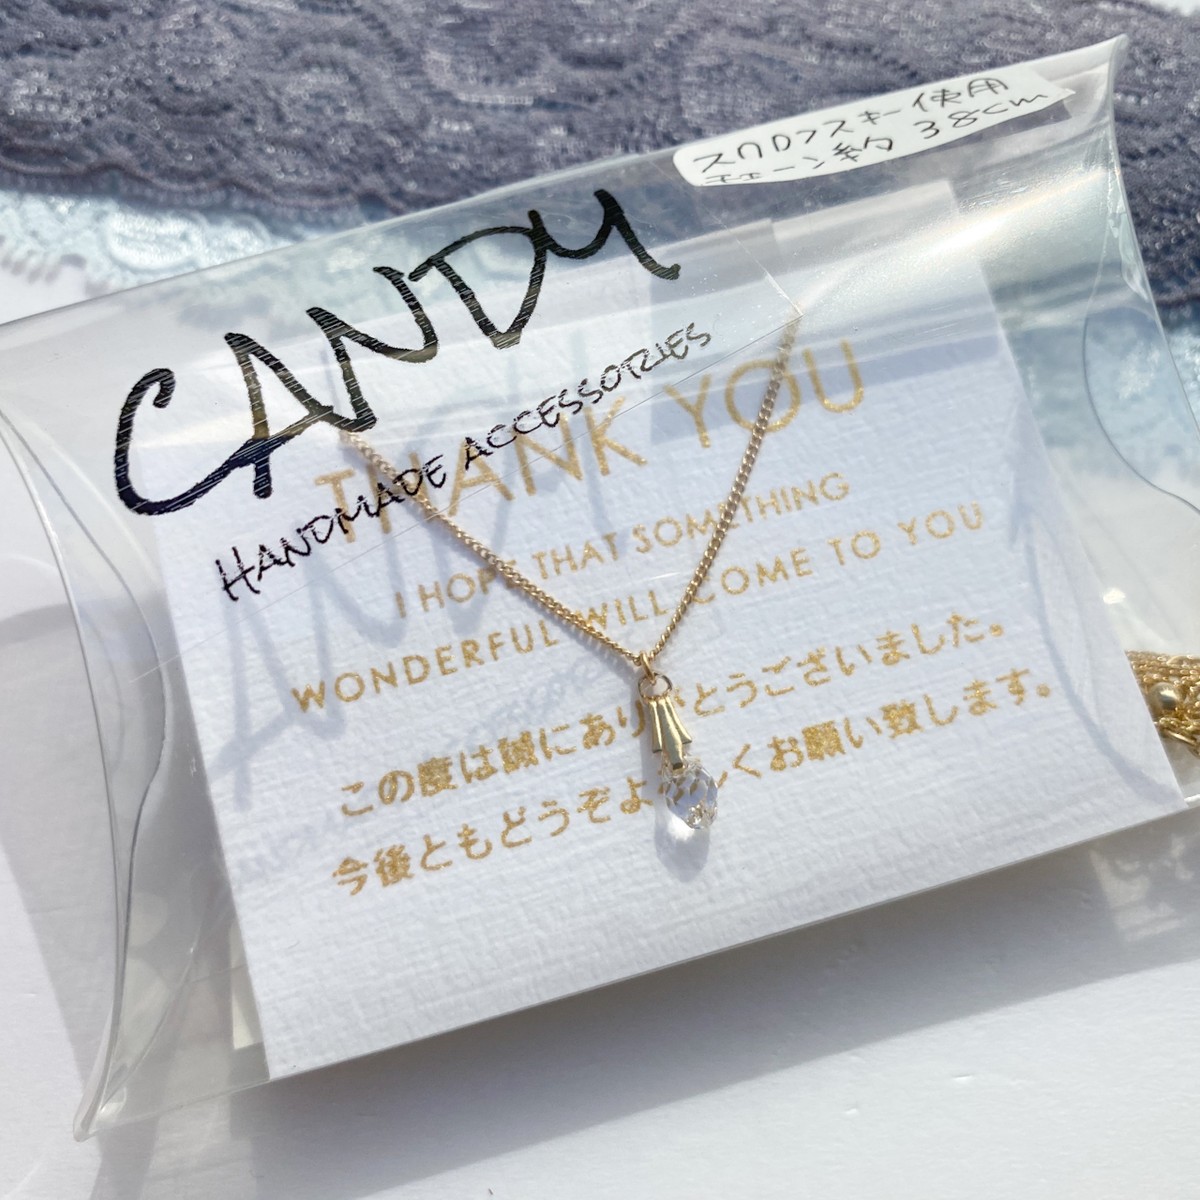 スワロフスキー使用
チェーン約 38cm
CANDY
HANDMADE ACCESSORIES
THANK YOU
I HOPE THAT SOMETHING
WONDERFUL WILL COME TO YOU
この度は誠にありがとうございました。
今後ともどうぞよろしくお願い致します。